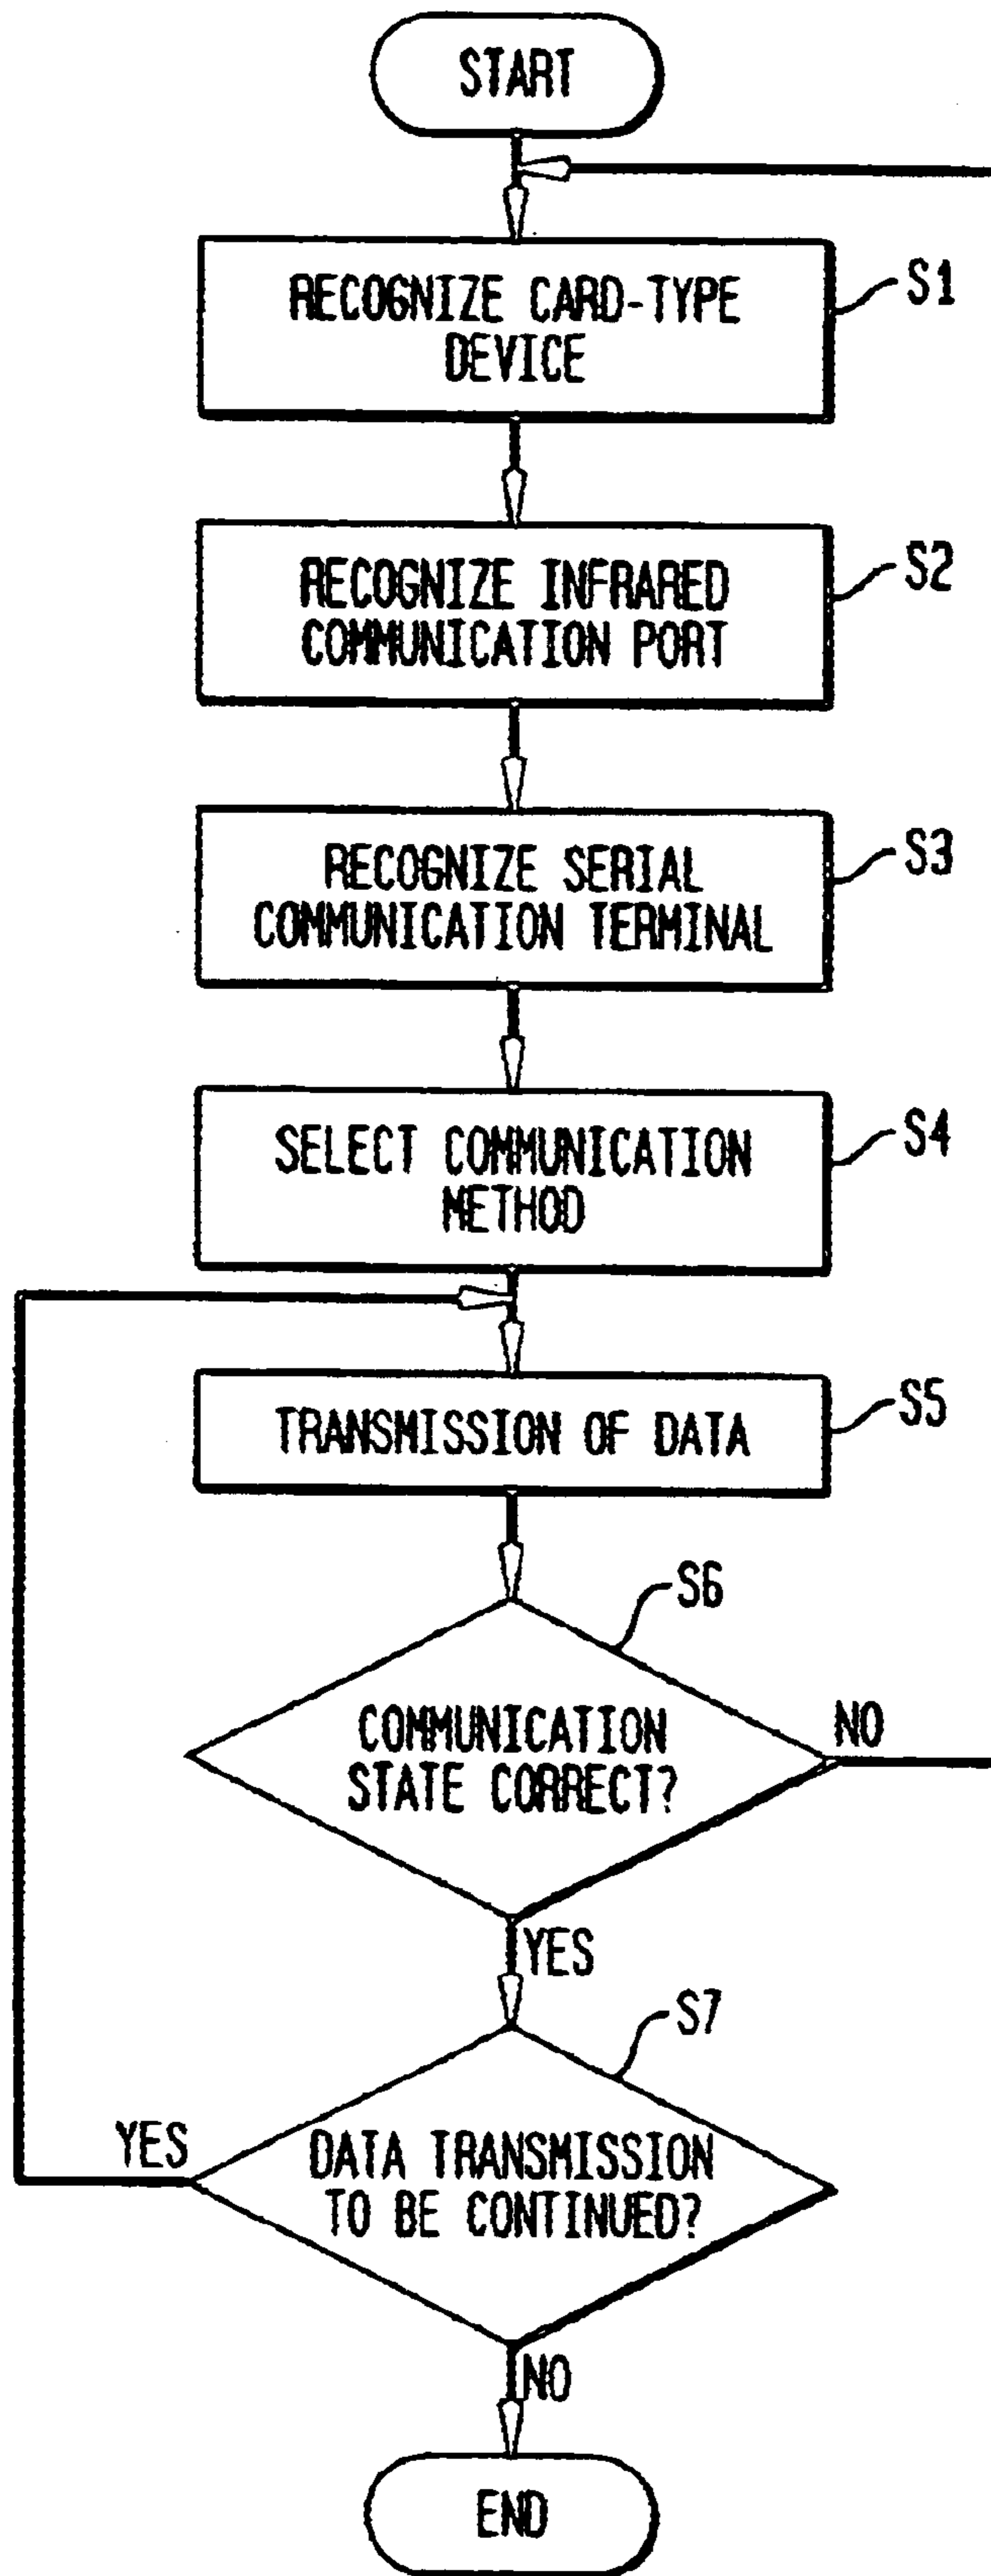 START
RECOGNIZE CARD-TYPE
DEVICE
S1
RECOGNIZE INFRARED
COMMUNICATION PORT
S2
RECOGNIZE SERIAL
COMMUNICATION TERMINAL
S3
SELECT COMMUNICATION
METHOD
S4
TRANSMISSION OF DATA
S5
S6
COMMUNICATION
STATE CORRECT?
NO
YES
S7
YES
DATA TRANSMISSION
TO BE CONTINUED?
NO
END